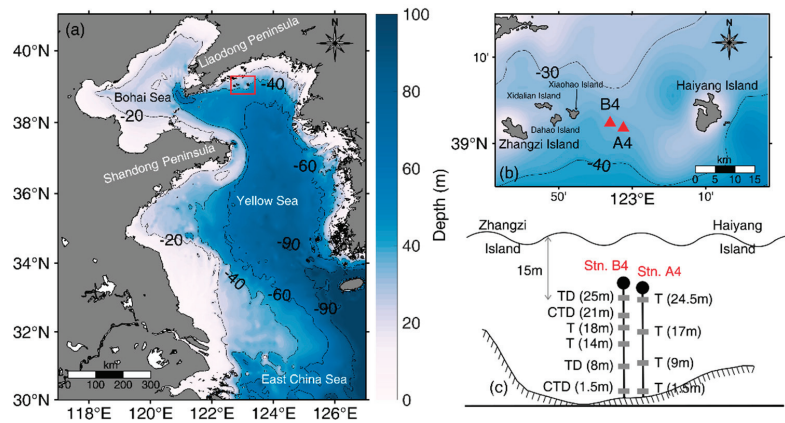 (a)
N
Liaodong Peninsula
40°N
-40
Bohai Sea
-20
38°N
-60
Shandong Peninsula
36°N
Yellow Sea
-20
-90
34°N
-40
-60
-90
32°N
km
0 100 200 300
East China Sea
30°N
118°E 120°E 122°E 124°E 126°E
100
80
60
40
20
0
Depth (m)
N
10'
-30
Xiaohao Island
Haiyang Island
Xidalian Island
B4
Dahao Island
A4
39°N
Zhangzi Island
(b)
-40
km
0 5 10 15
50' 123°E 10'
Zhangzi Island
Haiyang Island
15m
Stn. B4
Stn. A4
TD (25m)
T (24.5m)
CTD (21m)
T (18m)
T (17m)
T (14m)
TD (8m)
T (9m)
CTD (1.5m)
(c)
T (1.5m)